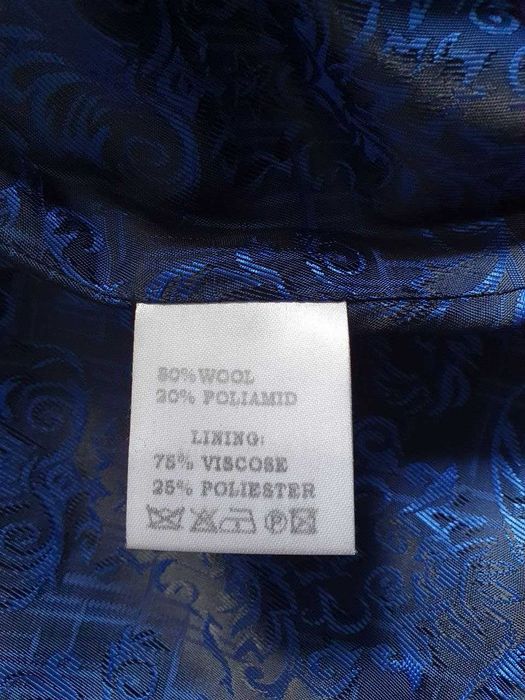 80% WOOL
20% POLIAMID
LINING:
75% VISCOSE
25% POLIESTER
P